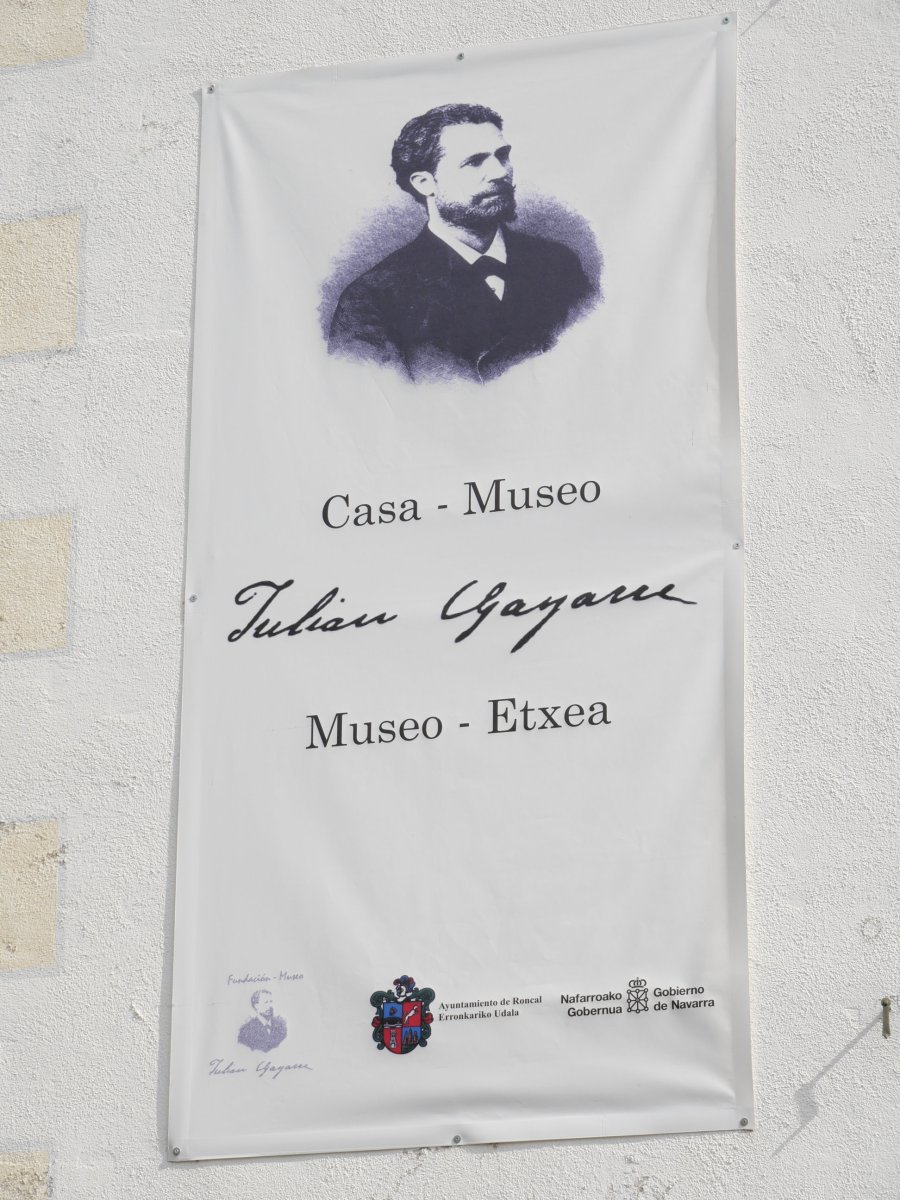 Casa - Museo
Julian Gayarre
Museo - Etxea
Fundación - Museo
Julian Gayarre
Ayuntamiento de Roncal
Erronkariko Udala
Nafarroako
Gobernua
Gobierno
de Navarra